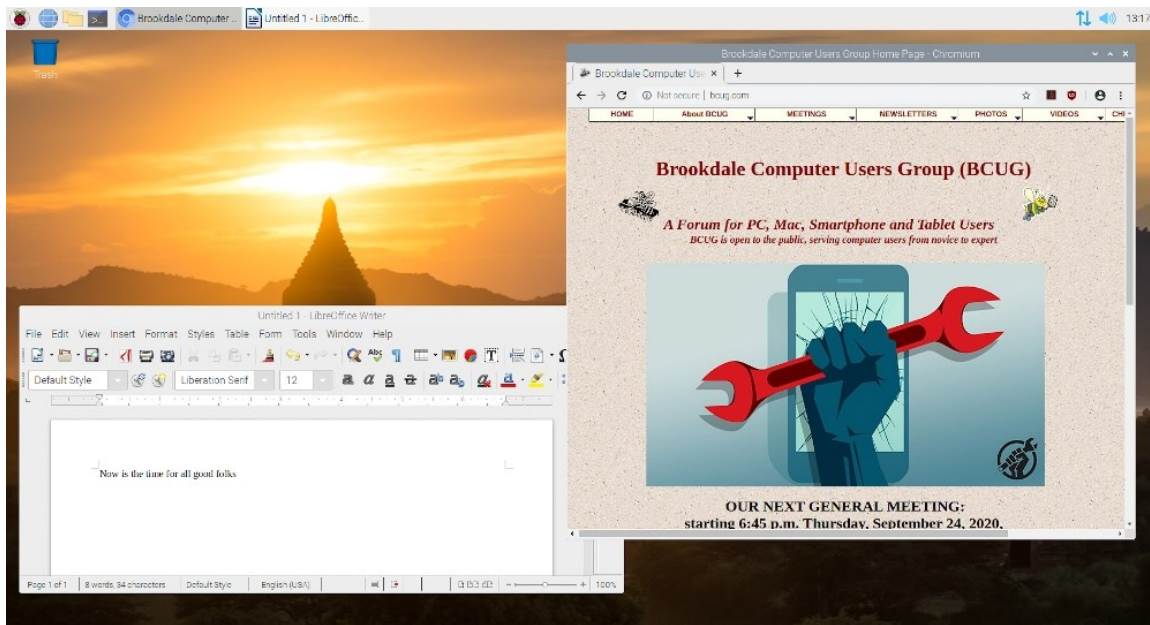 Brookdale Computer ..
Untitled 1 - LibreOffic...
13:17
Trash
Brookdale Computer Users Group Home Page - Chromium
Brookdale Computer Use
Not secure | bcug.com
HOME About BCUG MEETINGS NEWSLETTERS PHOTOS VIDEOS CHI
Brookdale Computer Users Group (BCUG)
A Forum for PC, Mac, Smartphone and Tablet Users
BCUG is open to the public, serving computer users from novice to expert
OUR NEXT GENERAL MEETING:
starting 6:45 p.m. Thursday, September 24, 2020,
Untitled 1 - LibreOffice Writer
File Edit View Insert Format Styles Table Form Tools Window Help
Default Style Liberation Serif 12
Now is the time for all good folks
Page 1 of 1 8 words, 34 characters Default Style English (USA) 100%